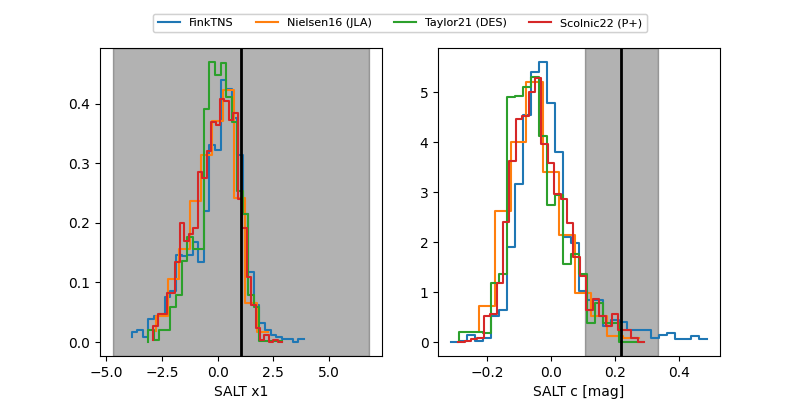 FinkTNS Nielsen16 (JLA) Taylor21 (DES) Scolnic22 (P+)
0.4
0.3
0.2
0.1
0.0
−5.0 −2.5 0.0 2.5 5.0
SALT x1
5
4
3
2
1
0
−0.2 0.0 0.2 0.4
SALT c [mag]